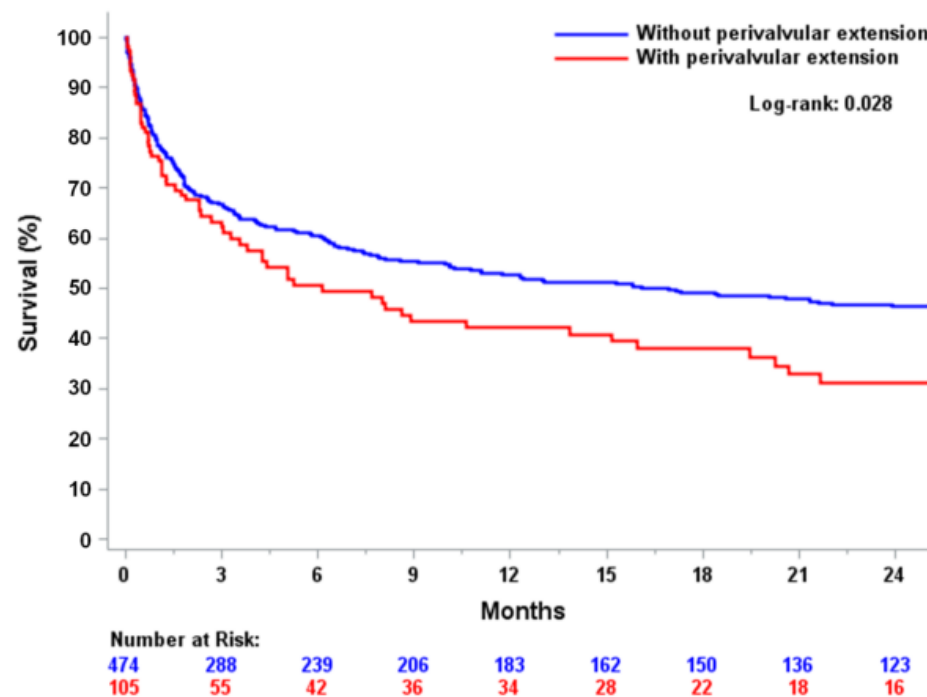 Without perivalvular extension
With perivalvular extension
Log-rank: 0.028
100
90
80
70
60
50
40
30
20
10
0
Survival (%)
0 3 6 9 12 15 18 21 24
Months
Number at Risk:
474 288 239 206 183 162 150 136 123
105 55 42 36 34 28 22 18 16